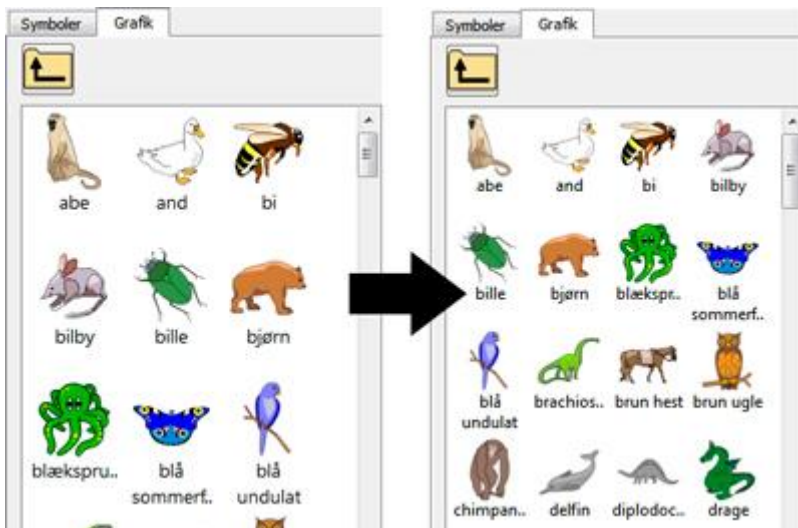 Symboler Grafik
abe and bi
bilby bille bjørn
blækspru.. blå sommerf.. blå undulat
Symboler Grafik
abe and bi bilby
bille bjørn blækspr.. blå sommerf..
blå undulat brachios.. brun hest brun ugle
chimpan.. delfin diplodoc.. drage